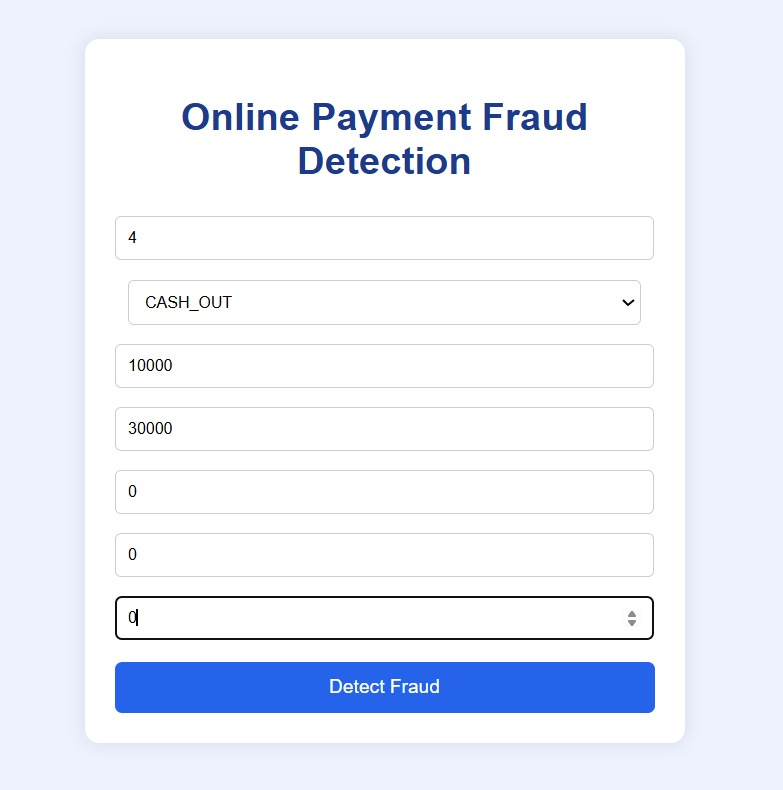 Online Payment Fraud
Detection
4
CASH_OUT
10000
30000
0
0
0
Detect Fraud